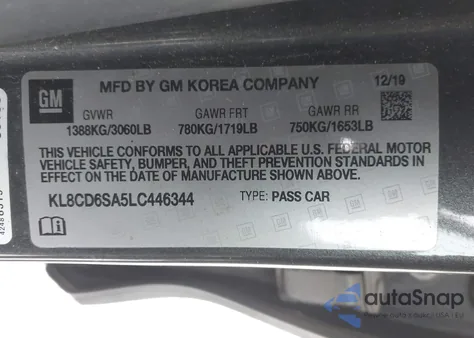 GM
MFD BY GM KOREA COMPANY
12/19
GVWR
GAWR FRT
GAWR RR
1388KG/3060LB
780KG/1719LB
750KG/1653LB
THIS VEHICLE CONFORMS TO ALL APPLICABLE U.S. FEDERAL MOTOR
VEHICLE SAFETY, BUMPER, AND THEFT PREVENTION STANDARDS IN
EFFECT ON THE DATE OF MANUFACTURE SHOWN ABOVE.
KL8CD6SA5LC446344
TYPE: PASS CAR
autoSnap